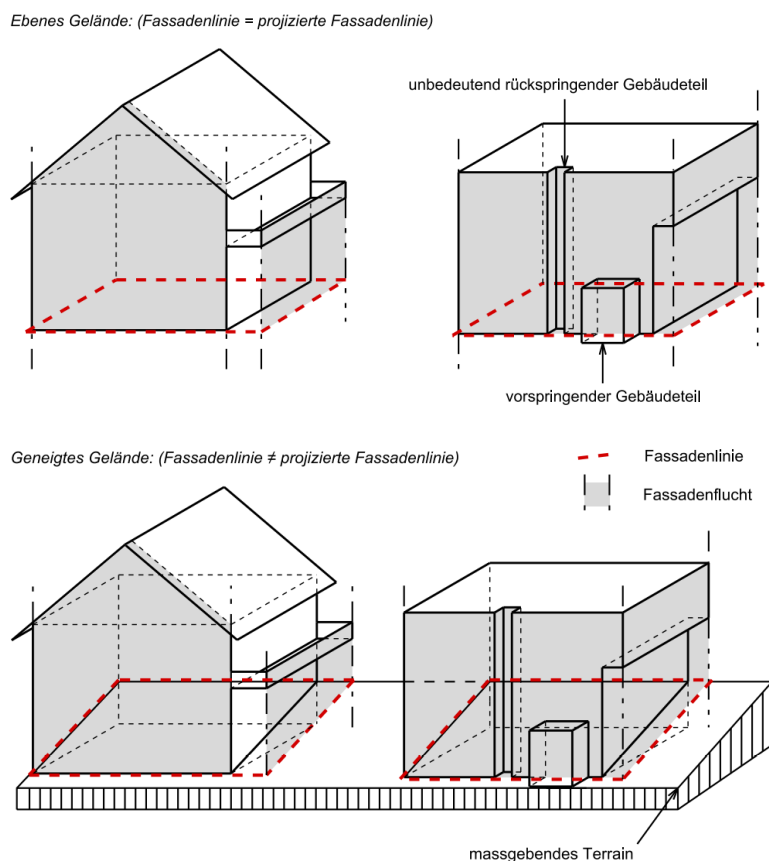 Ebenes Gelände: (Fassadenlinie = projizierte Fassadenlinie)
unbedeutend rückspringender Gebäudeteil
vorspringender Gebäudeteil
Geneigtes Gelände: (Fassadenlinie ≠ projizierte Fassadenlinie)
Fassadenlinie
Fassadenflucht
massgebendes Terrain